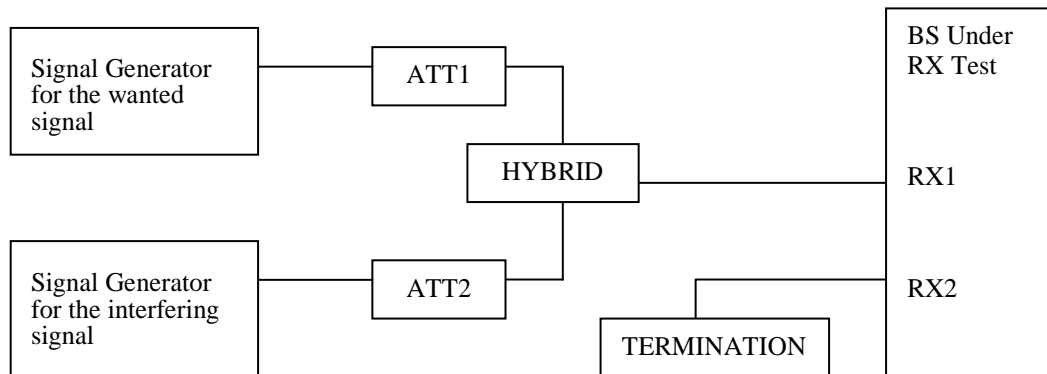 Signal Generator
for the wanted
signal
ATT1
HYBRID
BS Under
RX Test
RX1
Signal Generator
for the interfering
signal
ATT2
RX2
TERMINATION